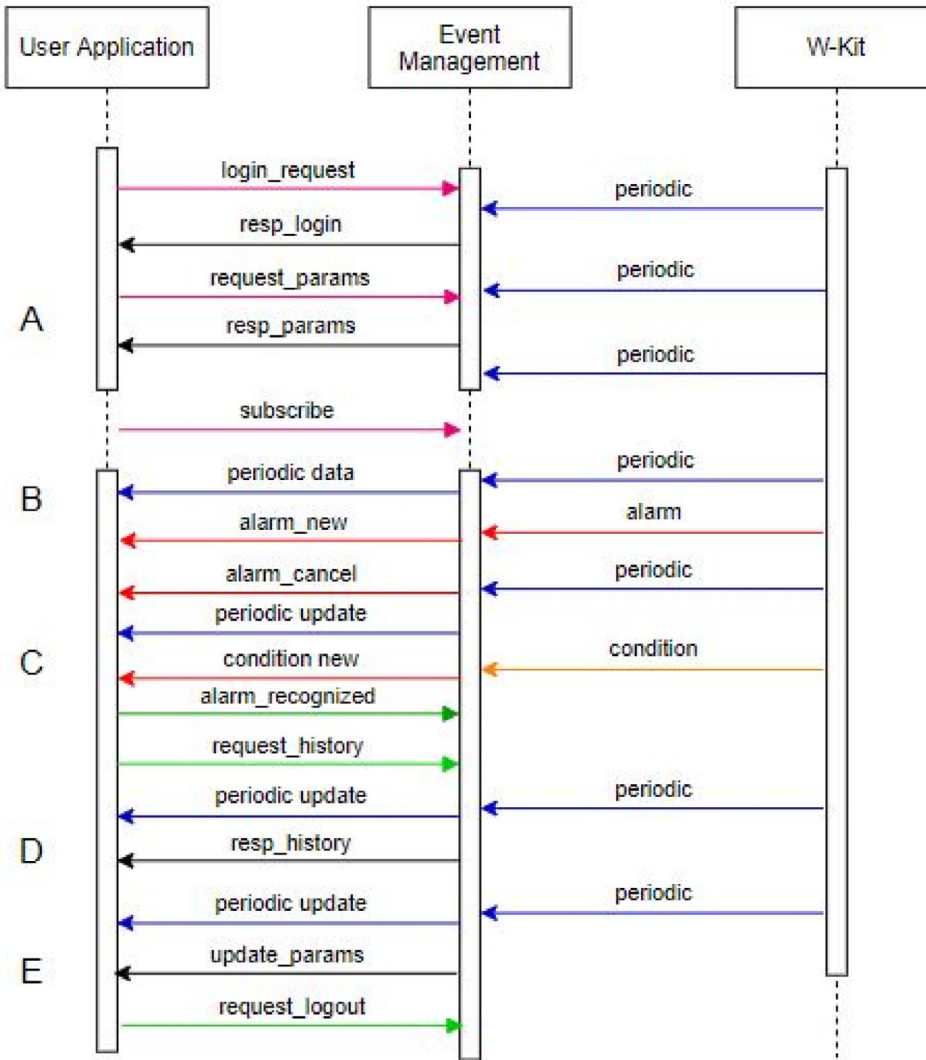 User Application
Event
Management
W-Kit
login_request
periodic
resp_login
request_params
periodic
A
resp_params
periodic
subscribe
periodic data
periodic
B
alarm_new
alarm
alarm_cancel
periodic
periodic update
C
condition new
condition
alarm_recognized
request_history
periodic update
periodic
D
resp_history
periodic update
periodic
E
update_params
request_logout